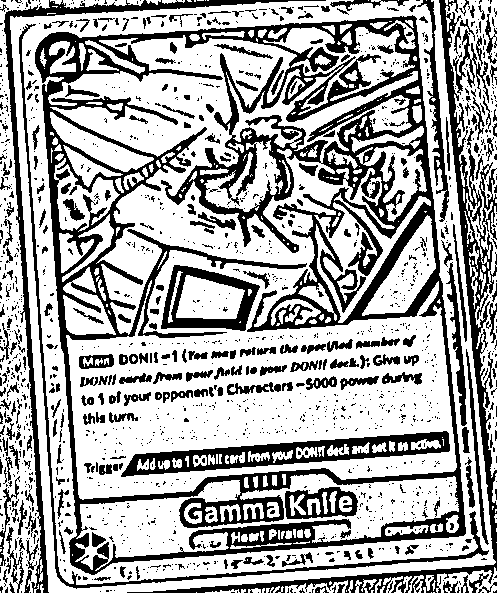 2
Main DON!! −1 (You may return the specified number of
DON!! cards from your field to your DON!! deck.): Give up
to 1 of your opponent's Characters −5000 power during
this turn.
Trigger Add up to 1 DON!! card from your DON!! deck and set it as active.
EVENT
Gamma Knife
Heart Pirates